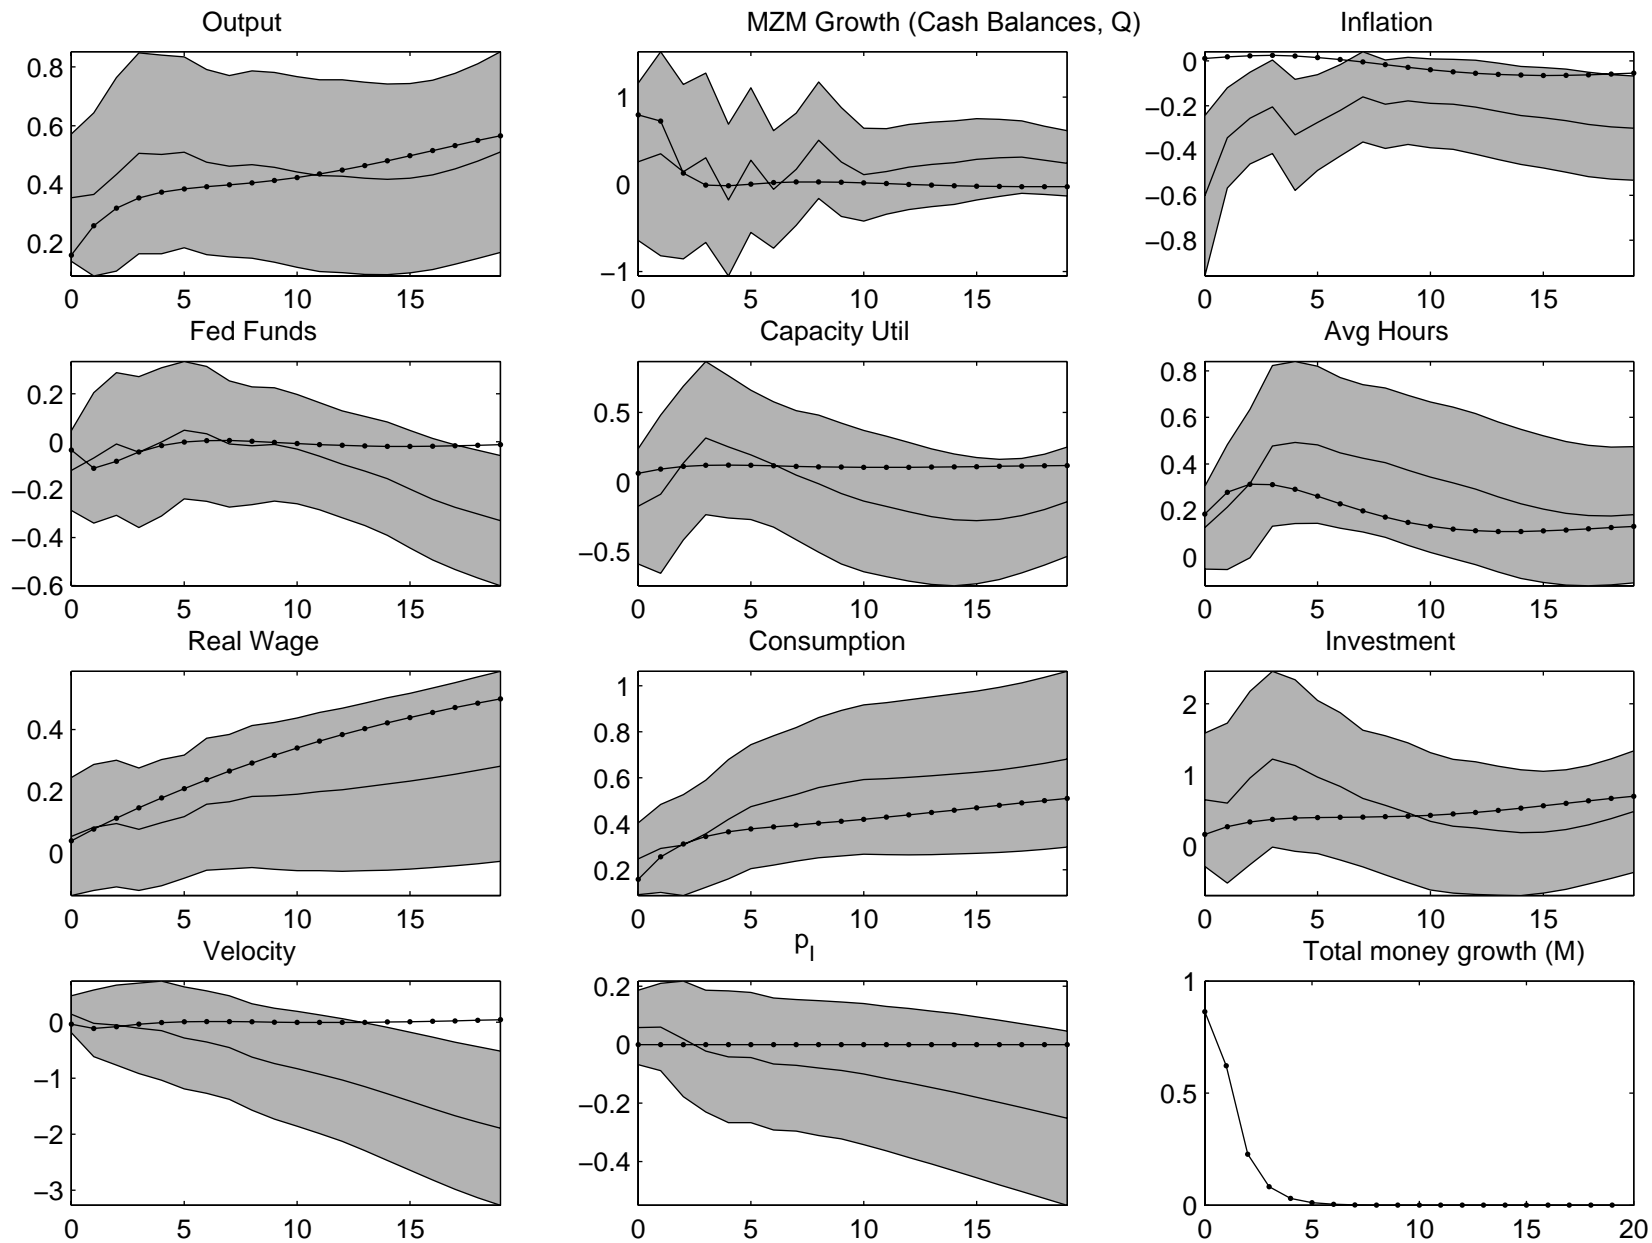 Output
MZM Growth (Cash Balances, Q)
Inflation
0.8
0.6
0.4
0.2
0 5 10 15
1
0
−1
0 5 10 15
0
−0.2
−0.4
−0.6
−0.8
0 5 10 15
Fed Funds
Capacity Util
Avg Hours
0.2
0
−0.2
−0.4
−0.6
0 5 10 15
0.5
0
−0.5
0 5 10 15
0.8
0.6
0.4
0.2
0
0 5 10 15
Real Wage
Consumption
Investment
0.4
0.2
0
0 5 10 15
1
0.8
0.6
0.4
0.2
0 5 10 15
2
1
0
0 5 10 15
Velocity
p_I
Total money growth (M)
0
−1
−2
−3
0 5 10 15
0.2
0
−0.2
−0.4
0 5 10 15
1
0.5
0
0 5 10 15 20